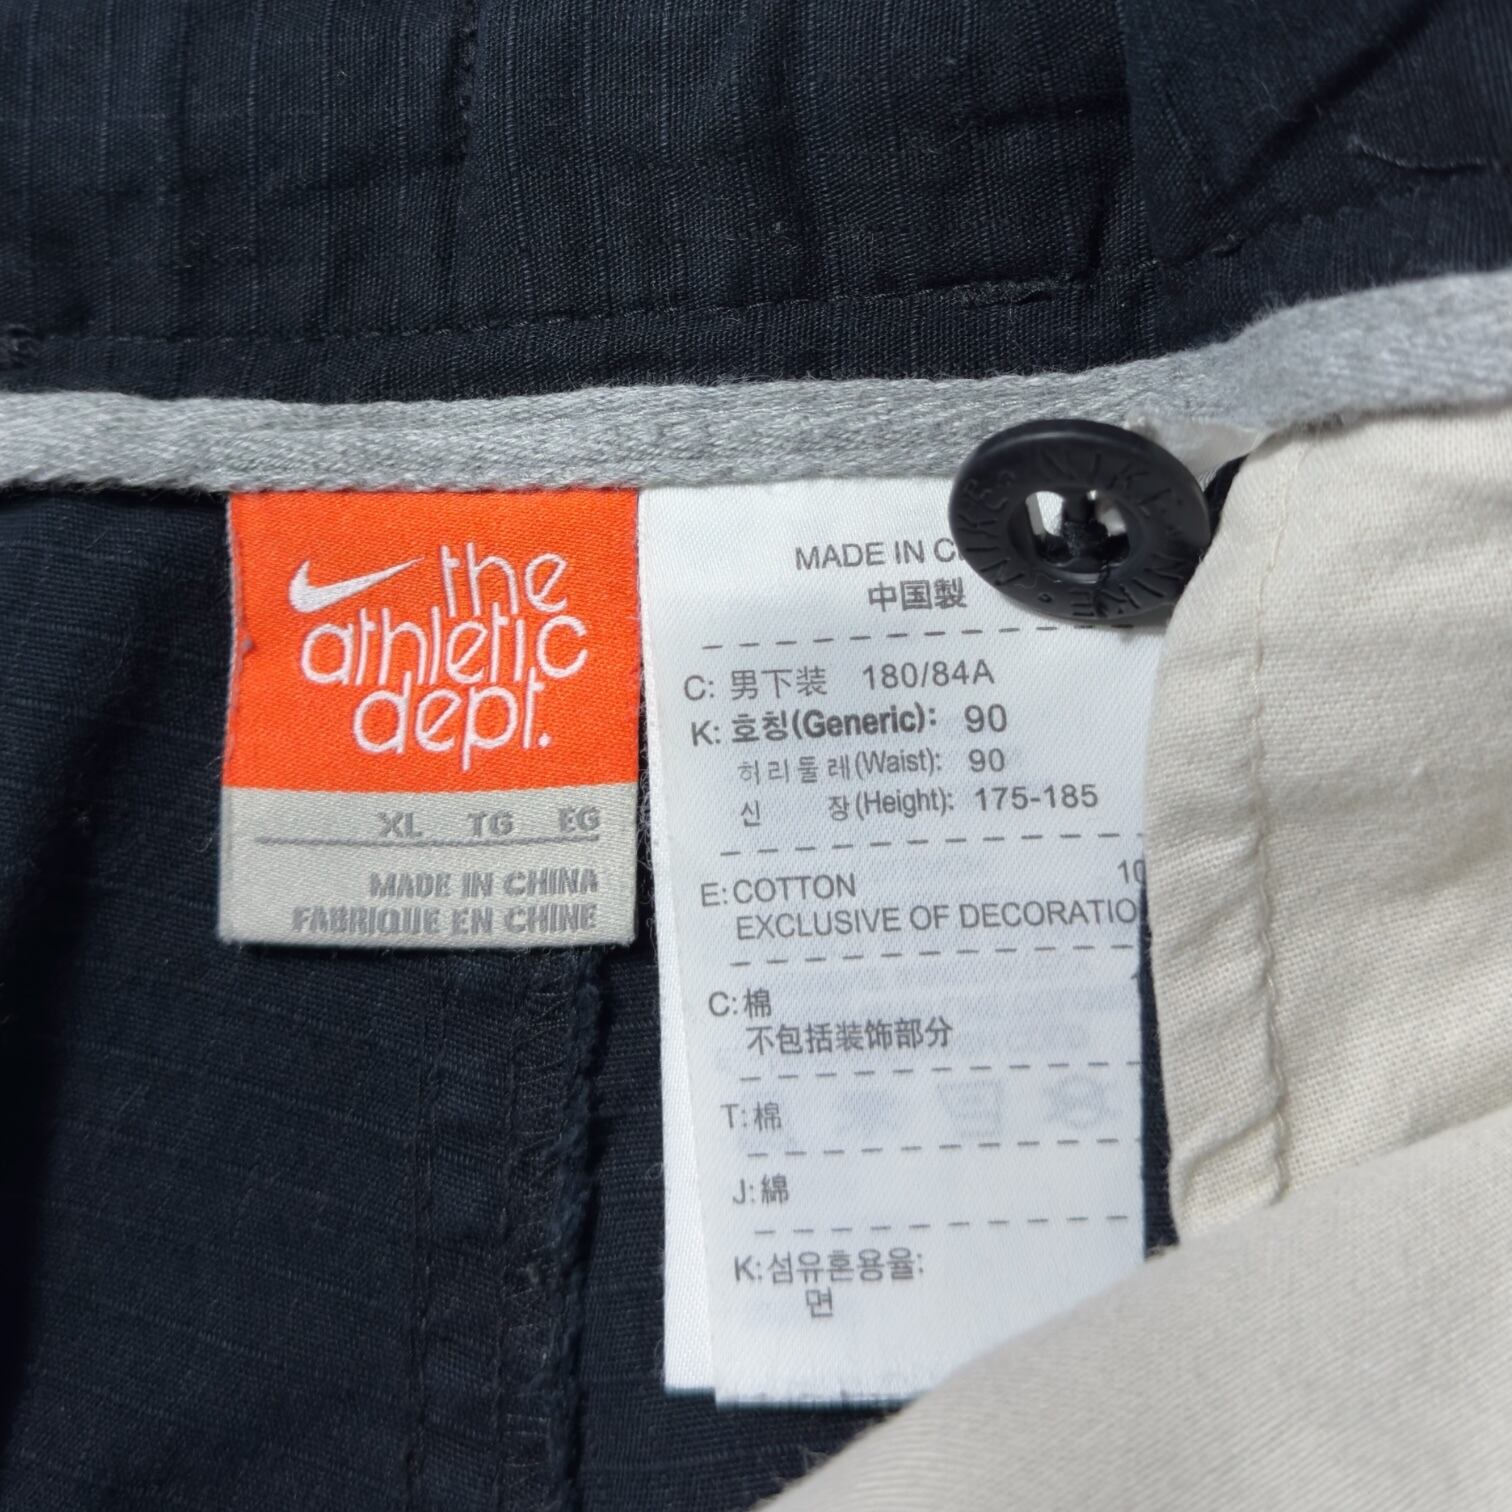 the
athletic
dept.
XL TG EG
MADE IN CHINA
FABRIQUE EN CHINE
NIKE NIKE NIKE
MADE IN
中国製
C: 男下装 180/84A
K: 호칭(Generic): 90
허리둘레(Waist): 90
신 장(Height): 175-185
E: COTTON
EXCLUSIVE OF DECORATIO
C: 棉
不包括装饰部分
T: 棉
J: 綿
K: 섬유혼용율:
면